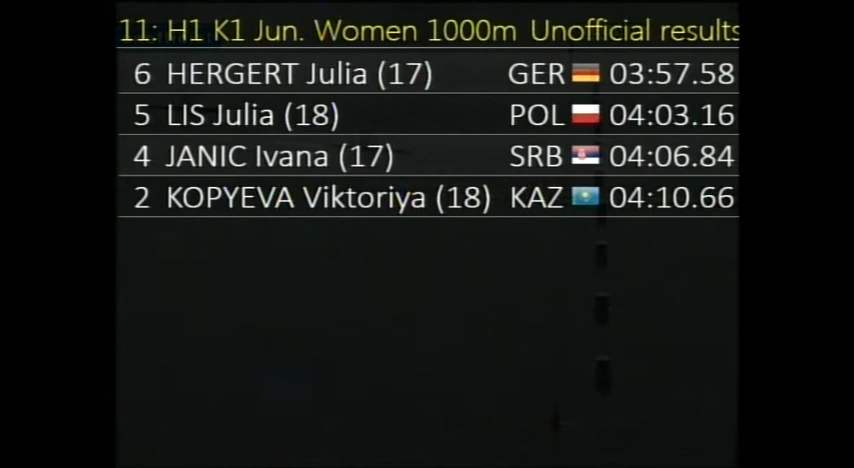 11: H1 K1 Jun. Women 1000m Unofficial results
6 HERGERT Julia (17) GER 03:57.58
5 LIS Julia (18) POL 04:03.16
4 JANIC Ivana (17) SRB 04:06.84
2 KOPYEVA Viktoriya (18) KAZ 04:10.66